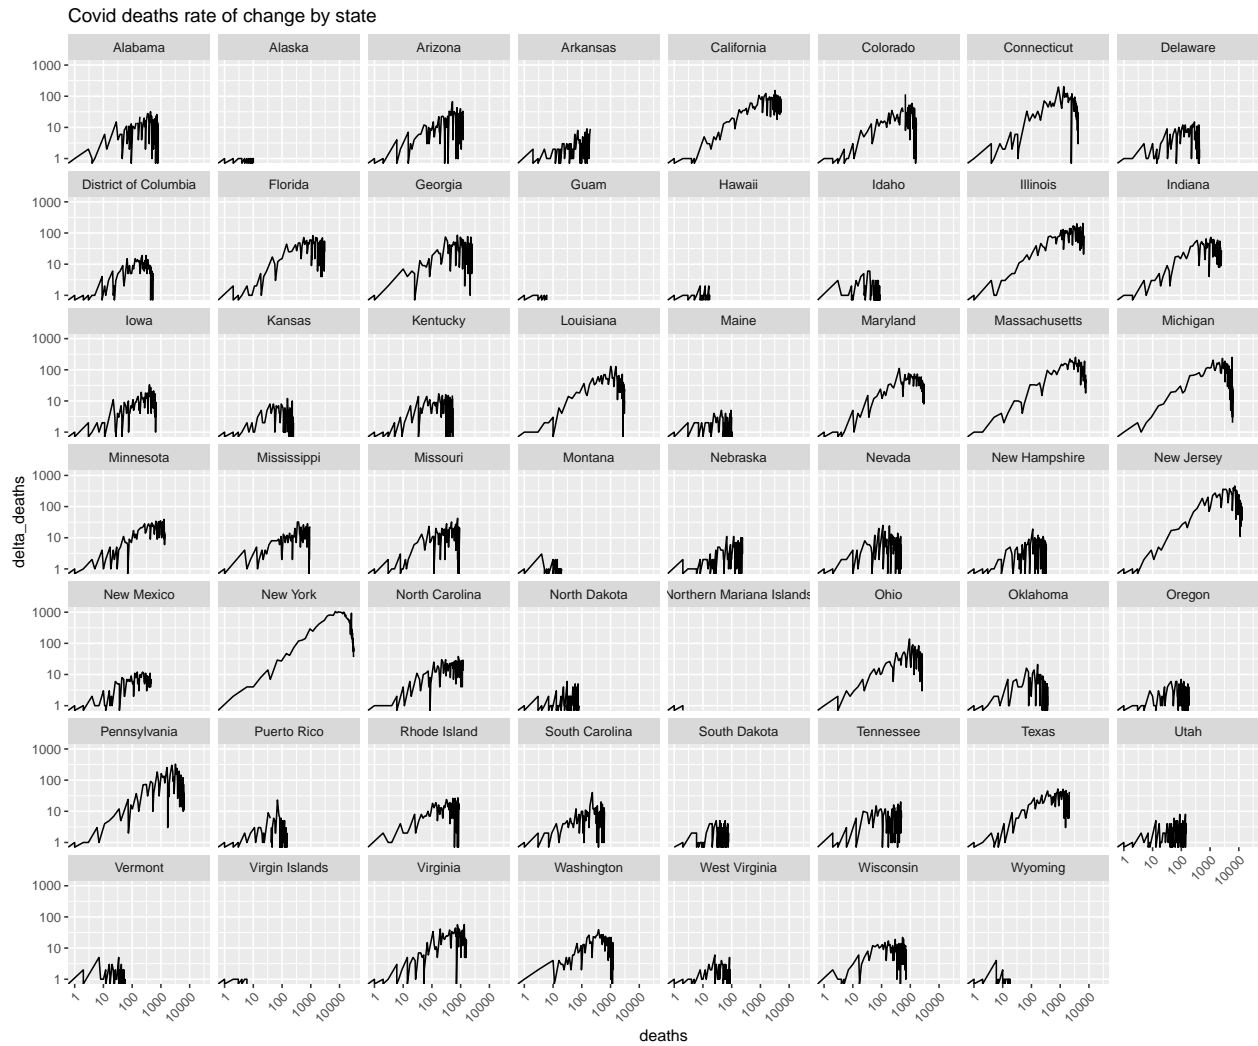 Covid deaths rate of change by state
Alabama Alaska Arizona Arkansas California Colorado Connecticut Delaware
1000
100
10
1
District of Columbia Florida Georgia Guam Hawaii Idaho Illinois Indiana
1000
100
10
1
Iowa Kansas Kentucky Louisiana Maine Maryland Massachusetts Michigan
1000
100
10
1
Minnesota Mississippi Missouri Montana Nebraska Nevada New Hampshire New Jersey
1000
100
10
1
delta_deaths
New Mexico New York North Carolina North Dakota Northern Mariana Islands Ohio Oklahoma Oregon
1000
100
10
1
Pennsylvania Puerto Rico Rhode Island South Carolina South Dakota Tennessee Texas Utah
1000
100
10
1
1 10 100 1000 10000
Vermont Virgin Islands Virginia Washington West Virginia Wisconsin Wyoming
1000
100
10
1
1 10 100 1000 10000 1 10 100 1000 10000 1 10 100 1000 10000 1 10 100 1000 10000 1 10 100 1000 10000 1 10 100 1000 10000 1 10 100 1000 10000
deaths